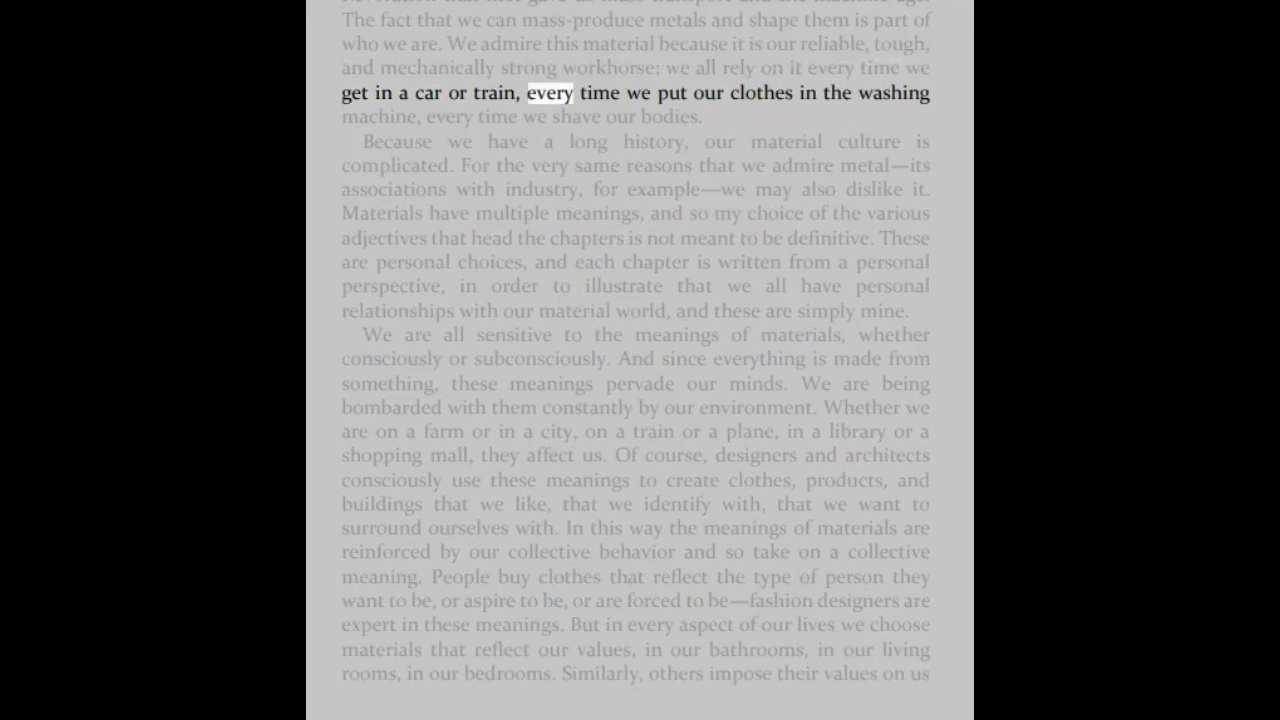 The fact that we can mass-produce metals and shape them is part of
who we are. We admire this material because it is our reliable, tough,
and mechanically strong workhorse; we all rely on it every time we
get in a car or train, every time we put our clothes in the washing
machine, every time we shave our bodies.
Because we have a long history, our material culture is
complicated. For the very same reasons that we admire metal—its
associations with industry, for example—we may also dislike it.
Materials have multiple meanings, and so my choice of the various
adjectives that head the chapters is not meant to be definitive. These
are personal choices, and each chapter is written from a personal
perspective, in order to illustrate that we all have personal
relationships with our material world, and these are simply mine.
We are all sensitive to the meanings of materials, whether
consciously or subconsciously. And since everything is made from
something, these meanings pervade our minds. We are being
bombarded with them constantly by our environment. Whether we
are on a farm or in a city, on a train or a plane, in a library or a
shopping mall, they affect us. Of course, designers and architects
consciously use these meanings to create clothes, products, and
buildings that we like, that we identify with, that we want to
surround ourselves with. In this way the meanings of materials are
reinforced by our collective behavior and so take on a collective
meaning. People buy clothes that reflect the type of person they
want to be, or aspire to be, or are forced to be—fashion designers are
expert in these meanings. But in every aspect of our lives we choose
materials that reflect our values, in our bathrooms, in our living
rooms, in our bedrooms. Similarly, others impose their values on us